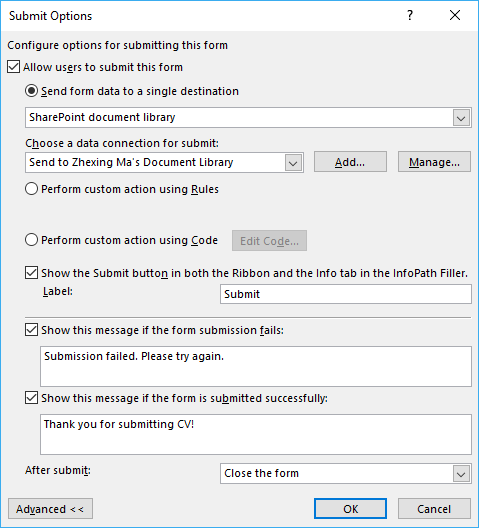 Submit Options
?
Configure options for submitting this form
Allow users to submit this form
Send form data to a single destination
SharePoint document library
Choose a data connection for submit:
Send to Zhexing Ma's Document Library
Add...
Manage...
Perform custom action using Rules
Perform custom action using Code
Edit Code...
Show the Submit button in both the Ribbon and the Info tab in the InfoPath Filler.
Label:
Submit
Show this message if the form submission fails:
Submission failed. Please try again.
Show this message if the form is submitted successfully:
Thank you for submitting CV!
After submit:
Close the form
Advanced <<
OK
Cancel